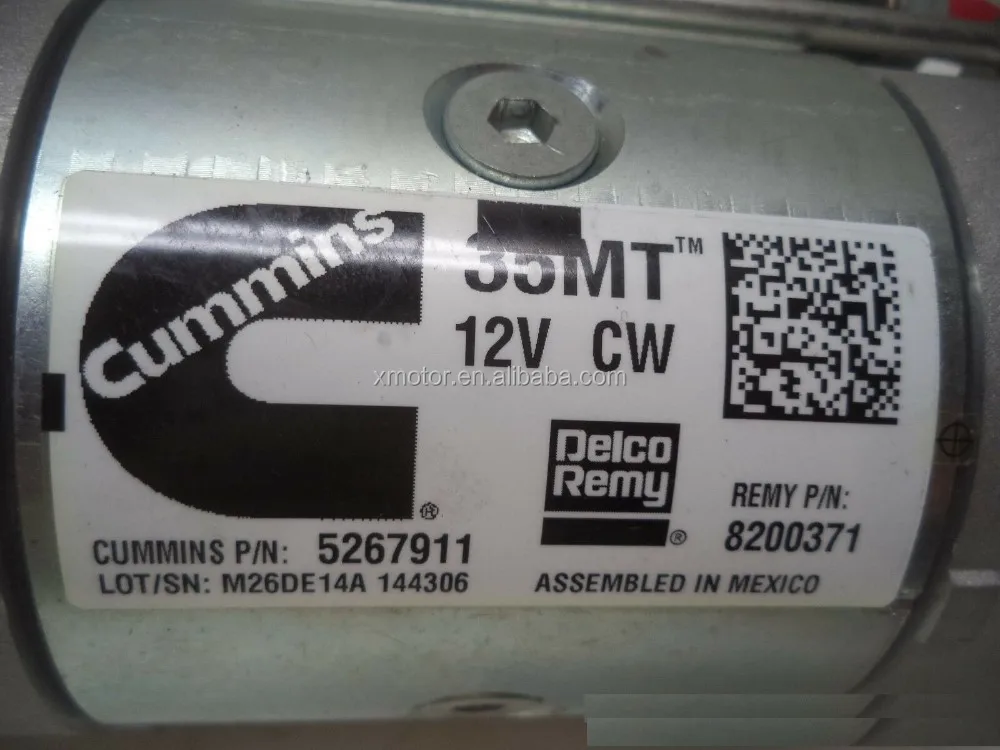 Cummins
35MT™
12V CW
xmotor.en.alibaba.com
Delco
Remy
®
®
REMY P/N:
8200371
CUMMINS P/N: 5267911
LOT/SN: M26DE14A 144306
ASSEMBLED IN MEXICO